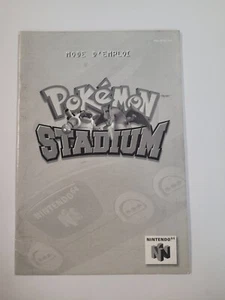 MODE D'EMPLOI
POKéMON
STADIUM
NINTENDO 64